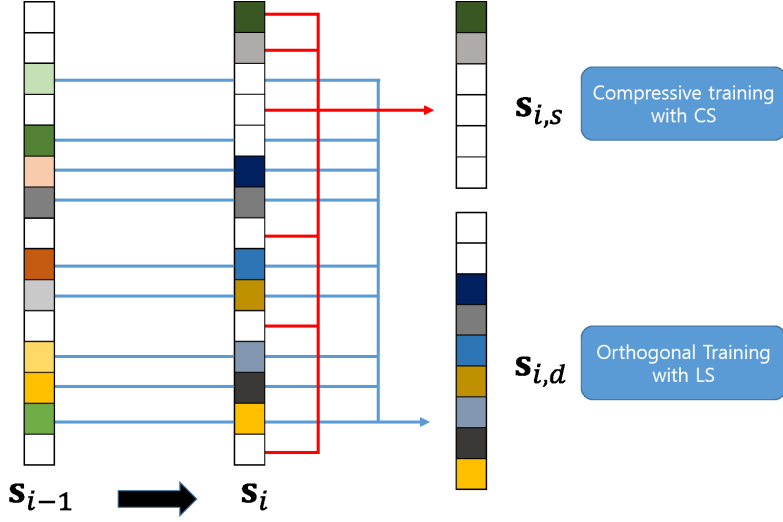 s_{i,s}
Compressive training
with CS
s_{i,d}
Orthogonal Training
with LS
s_{i-1}
s_i